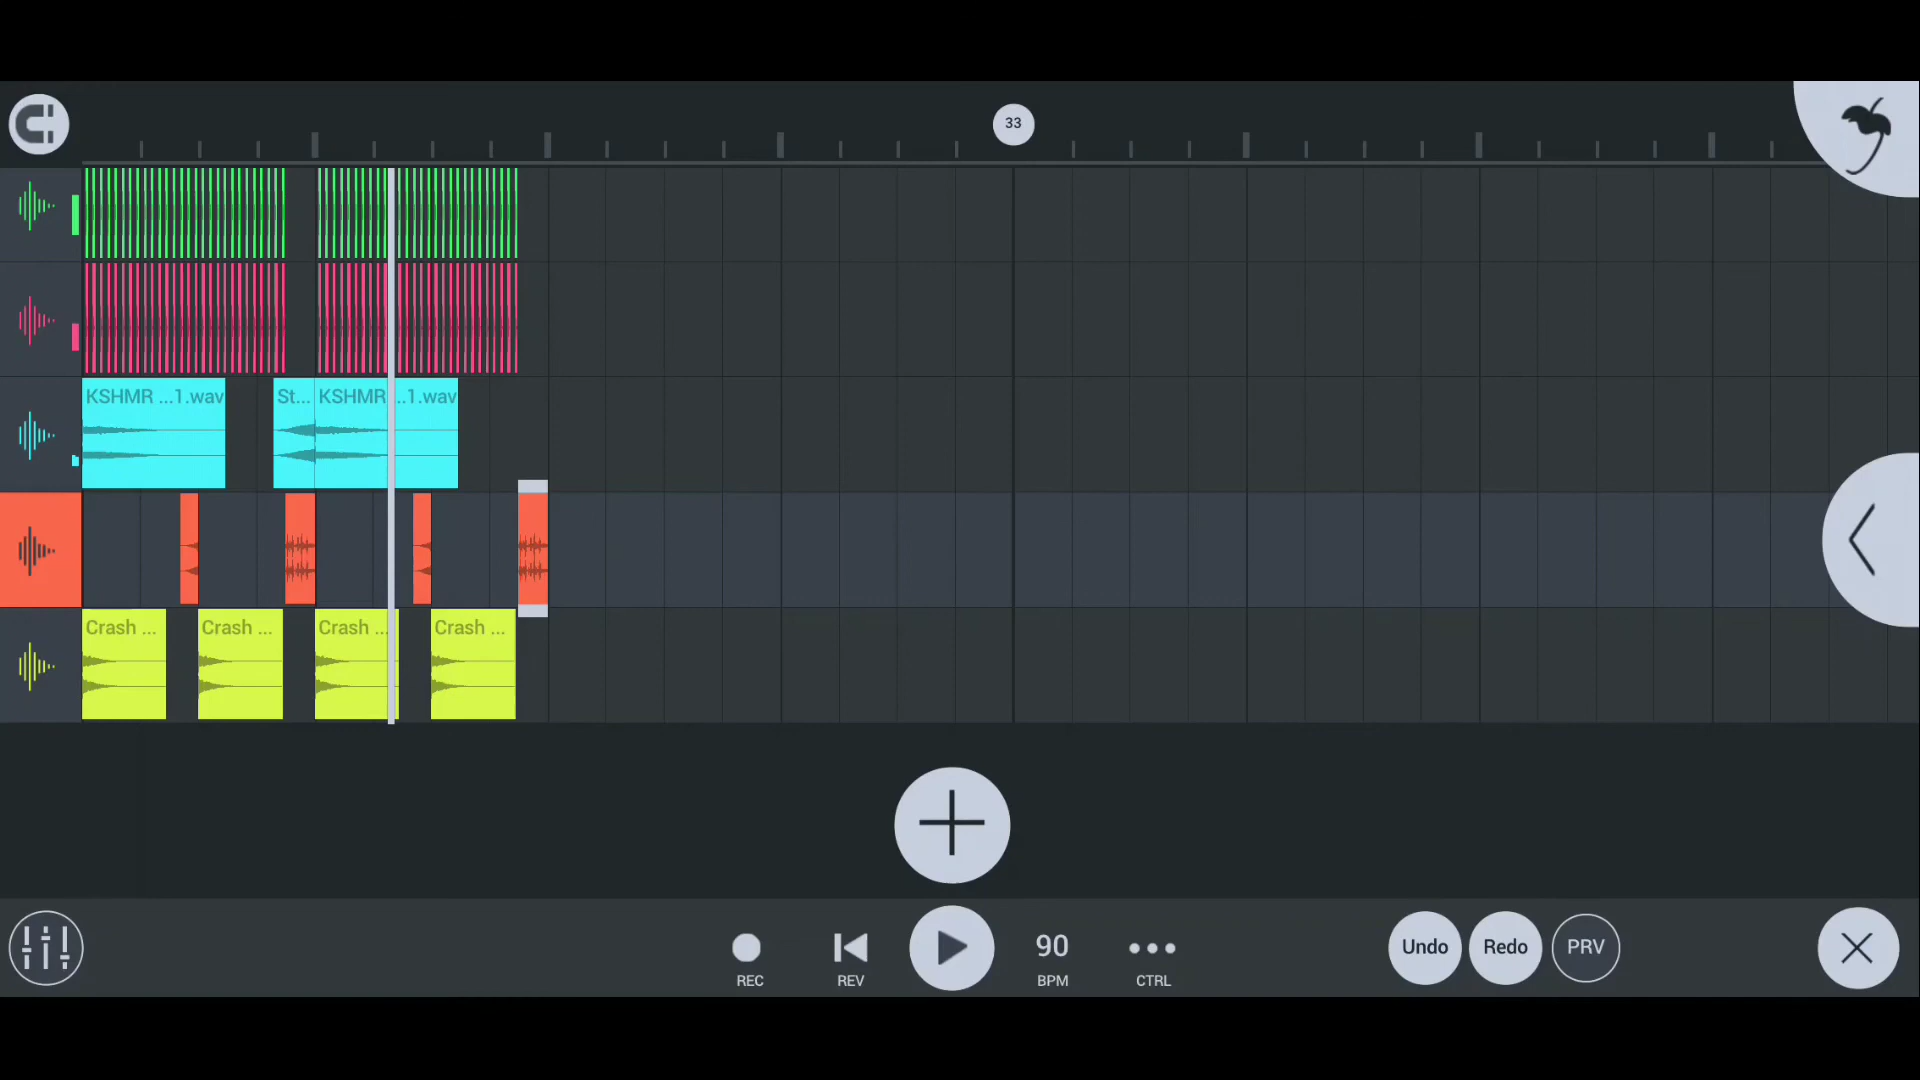 33
KSHMR ...1.wav
St...
KSHMR ...1.wav
Crash ...
Crash ...
Crash ...
Crash ...
REC
REV
90
BPM
CTRL
Undo
Redo
PRV